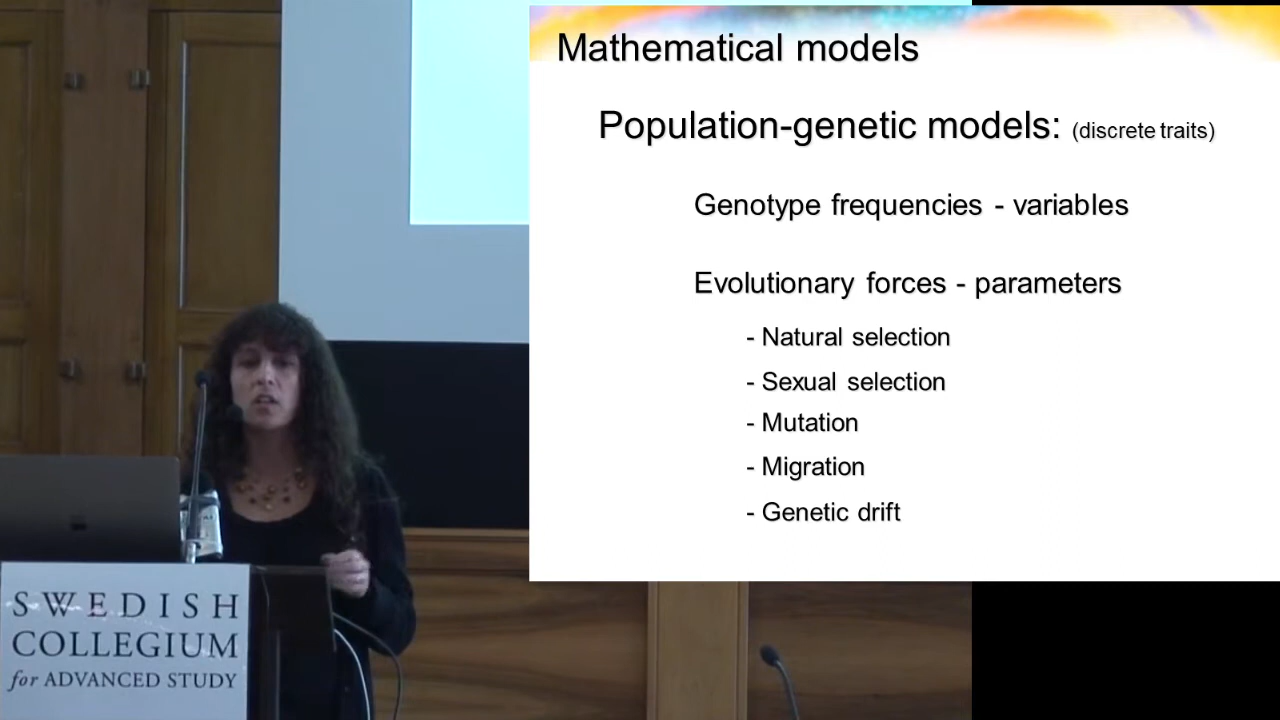 Mathematical models
Population-genetic models: (discrete traits)
Genotype frequencies - variables
Evolutionary forces - parameters
- Natural selection
- Sexual selection
- Mutation
- Migration
- Genetic drift
SWEDISH
COLLEGIUM
for ADVANCED STUDY